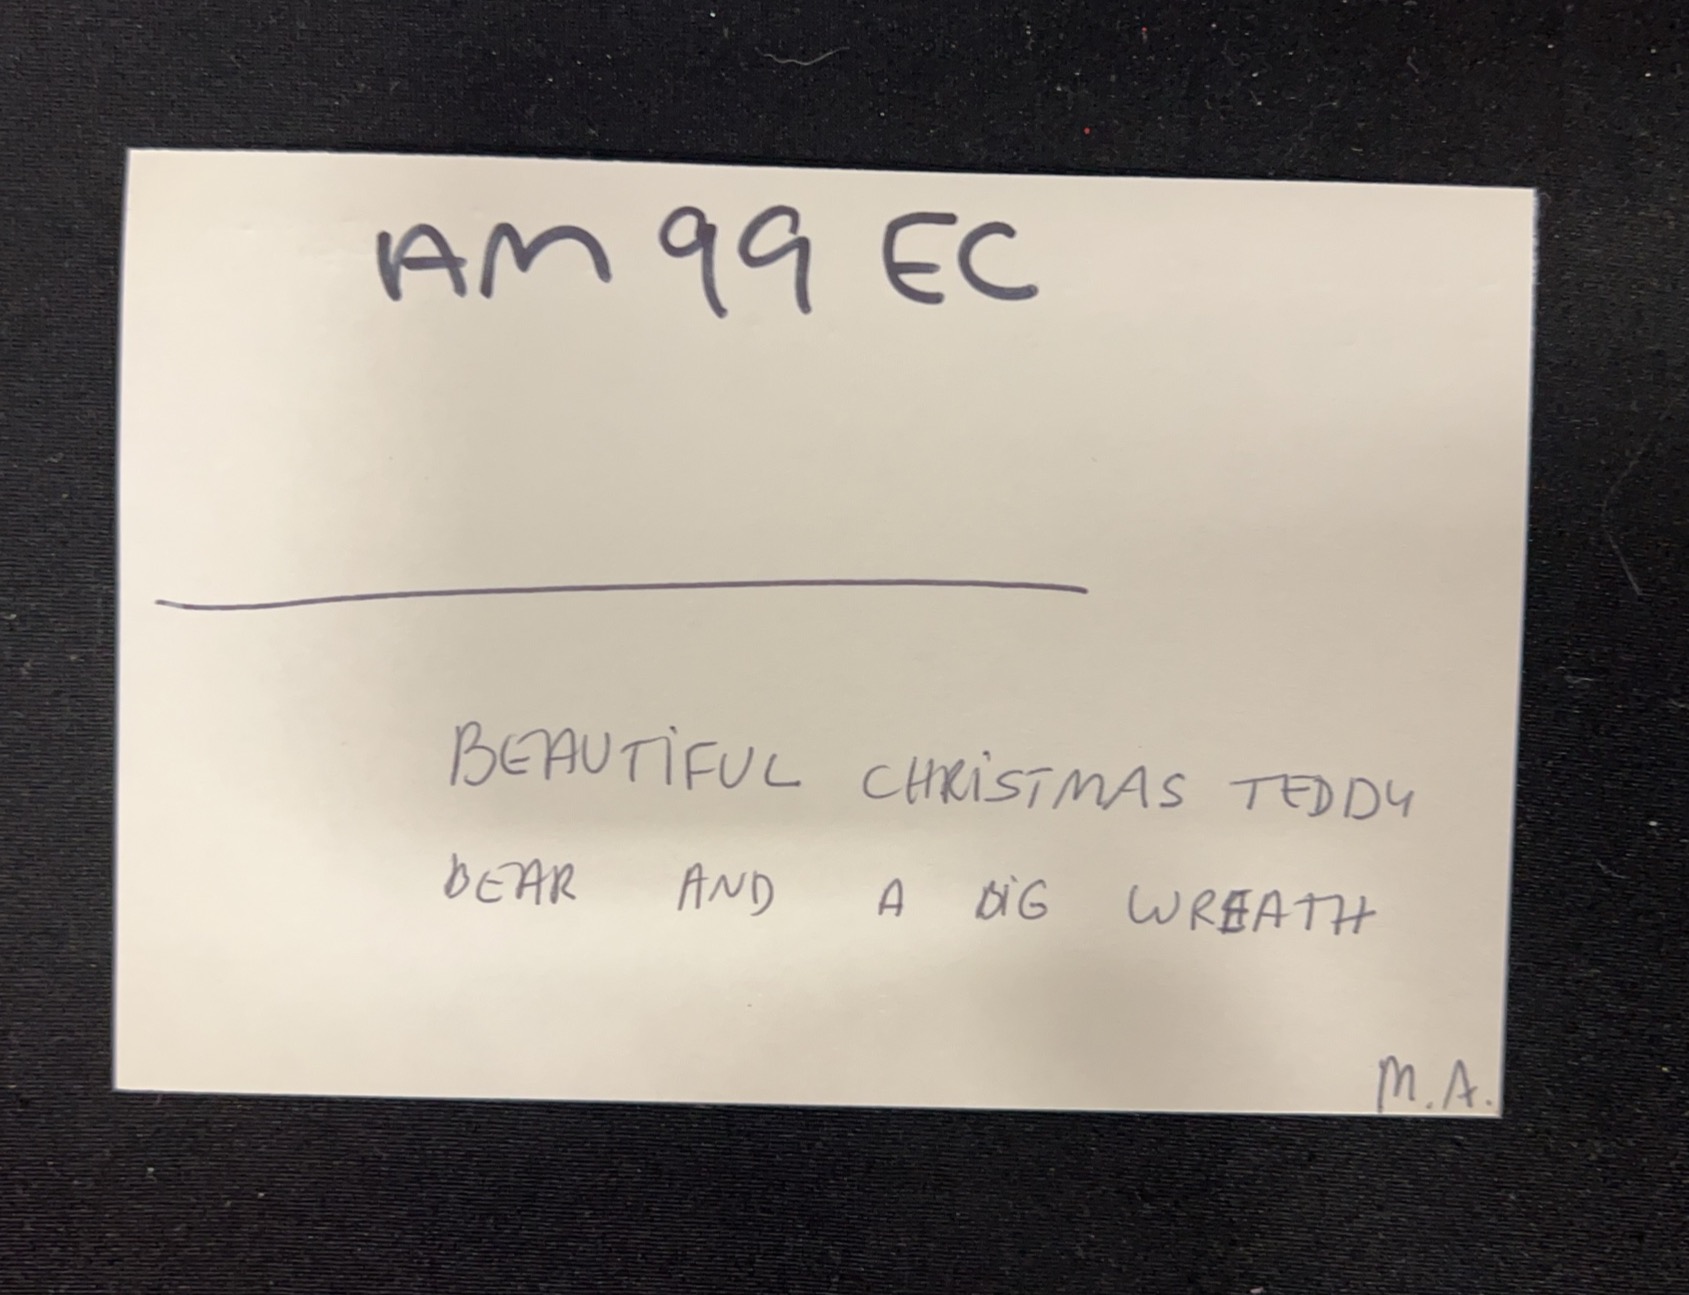 AM 99 EC
BEAUTiFUL CHRiSTMAS TEDDY
BEAR AND A BiG WREATH
M.A.